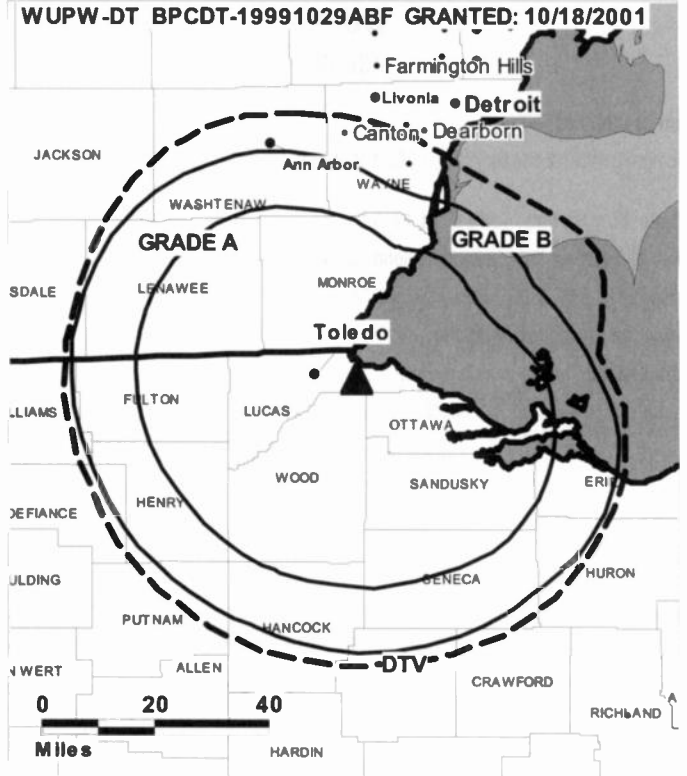 WUPW-DT BPCDT-19991029ABF GRANTED: 10/18/2001
Farmington Hills
Livonia
Detroit
Canton
Dearborn
JACKSON
Ann Arbor
WAYNE
WASHTENAW
GRADE A
GRADE B
SDALE
LENAWEE
MONROE
Toledo
LLIAMS
FULTON
LUCAS
OTTAWA
WOOD
SANDUSKY
ERIE
HENRY
DEFIANCE
ULDING
SENECA
HURON
PUTNAM
HANCOCK
N WERT
ALLEN
DTV
CRAWFORD
0 20 40
RICHLAND
A
Miles
HARDIN